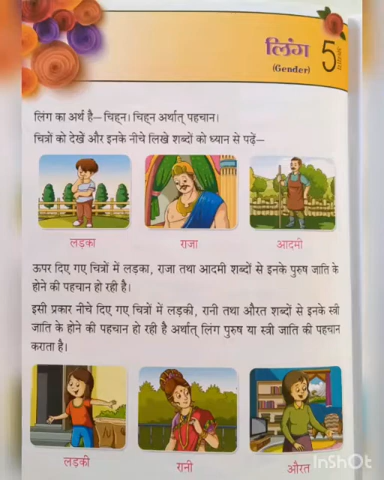 लिंग
(Gender)
5
लिंग का अर्थ है—चिह्न। चिह्न अर्थात् पहचान।
चित्रों को देखें और इनके नीचे लिखे शब्दों को ध्यान से पढ़ें—
लड़का
राजा
आदमी
ऊपर दिए गए चित्रों में लड़का, राजा तथा आदमी शब्दों से इनके पुरुष जाति के
होने की पहचान हो रही है।
इसी प्रकार नीचे दिए गए चित्रों में लड़की, रानी तथा औरत शब्दों से इनके स्त्री
जाति के होने की पहचान हो रही है अर्थात् लिंग पुरुष या स्त्री जाति की पहचान
कराता है।
लड़की
रानी
औरत
InShOt